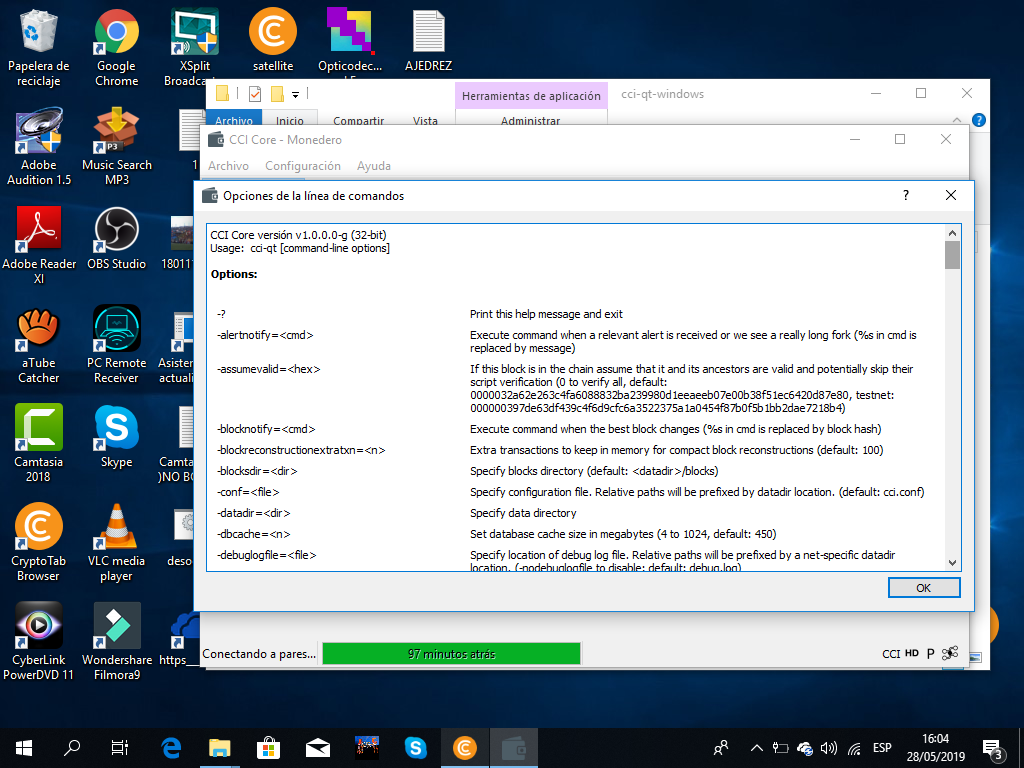 Papelera de
reciclaje
Google
Chrome
XSplit
Broadca
satellite
Opticodec...
AJEDREZ
Adobe
Audition 1.5
Music Search
MP3
1
Adobe Reader
XI
OBS Studio
18011
aTube
Catcher
PC Remote
Receiver
Asisten
actuali
Camtasia
2018
Skype
Camta
)NO BO
CryptoTab
Browser
VLC media
player
deso
CyberLink
PowerDVD 11
Wondershare
Filmora9
https__
Herramientas de aplicación
cci-qt-windows
Archivo Inicio Compartir Vista Administrar
CCI Core - Monedero
Archivo Configuración Ayuda
Opciones de la línea de comandos
CCI Core versión v1.0.0.0-g (32-bit)
Usage: cci-qt [command-line options]
Options:
-? Print this help message and exit
-alertnotify=<cmd> Execute command when a relevant alert is received or we see a really long fork (%s in cmd is
replaced by message)
-assumevalid=<hex> If this block is in the chain assume that it and its ancestors are valid and potentially skip their
script verification (0 to verify all, default:
0000032a62e263c4fa6088832ba239980d1eeaeeb07e00b38f51ec6420d87e80, testnet:
000000397de63df439c4f6d9cfc6a3522375a1a0454f87b0f5b1bb2dae7218b4)
-blocknotify=<cmd> Execute command when the best block changes (%s in cmd is replaced by block hash)
-blockreconstructionextratxn=<n> Extra transactions to keep in memory for compact block reconstructions (default: 100)
-blocksdir=<dir> Specify blocks directory (default: <datadir>/blocks)
-conf=<file> Specify configuration file. Relative paths will be prefixed by datadir location. (default: cci.conf)
-datadir=<dir> Specify data directory
-dbcache=<n> Set database cache size in megabytes (4 to 1024, default: 450)
-debuglogfile=<file> Specify location of debug log file. Relative paths will be prefixed by a net-specific datadir
location. (-nodebuglogfile to disable; default: debug.log)
OK
Conectando a pares... 97 minutos atrás
CCI HD P
ESP
16:04
28/05/2019
3